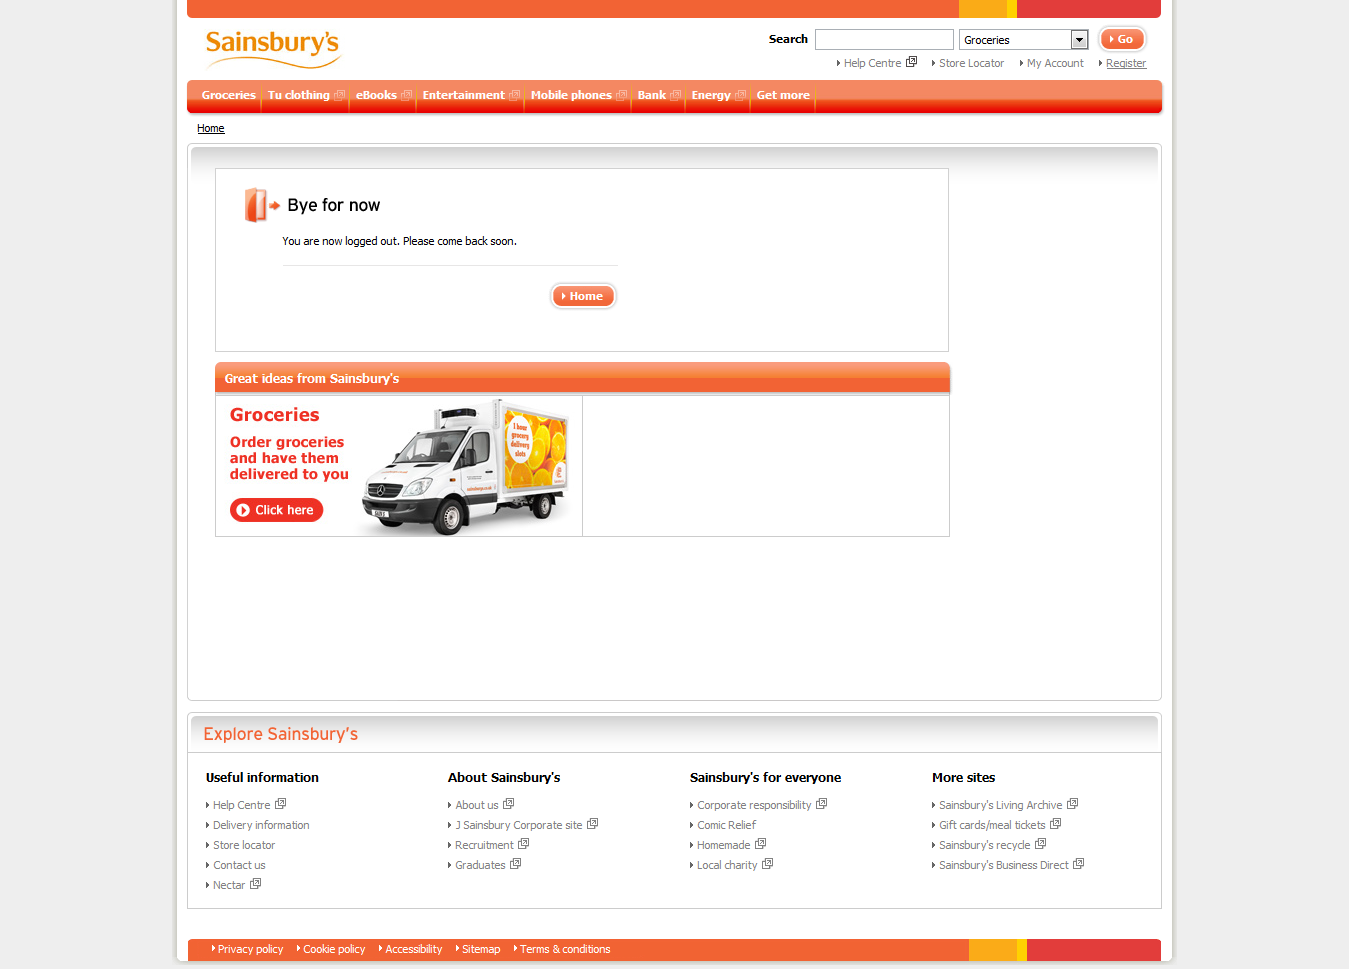 Sainsbury's
Search
Groceries
Go
Help Centre
Store Locator
My Account
Register
Groceries
Tu clothing
eBooks
Entertainment
Mobile phones
Bank
Energy
Get more
Home
Bye for now
You are now logged out. Please come back soon.
Home
Great ideas from Sainsbury's
Groceries
Order groceries
and have them
delivered to you
Click here
1 hour
grocery
delivery
slots
Explore Sainsbury's
Useful information
Help Centre
Delivery information
Store locator
Contact us
Nectar
About Sainsbury's
About us
J Sainsbury Corporate site
Recruitment
Graduates
Sainsbury's for everyone
Corporate responsibility
Comic Relief
Homemade
Local charity
More sites
Sainsbury's Living Archive
Gift cards/meal tickets
Sainsbury's recycle
Sainsbury's Business Direct
Privacy policy
Cookie policy
Accessibility
Sitemap
Terms & conditions